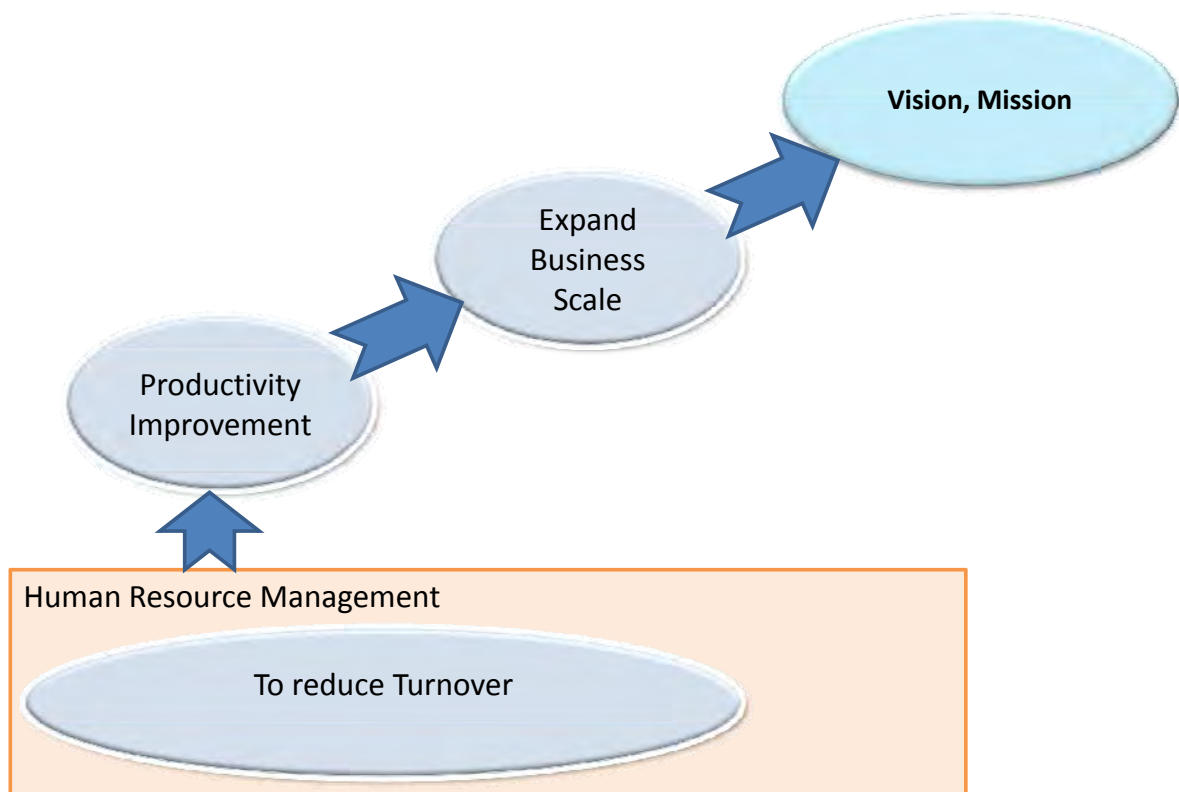 Vision, Mission
Expand
Business
Scale
Productivity
Improvement
Human Resource Management
To reduce Turnover